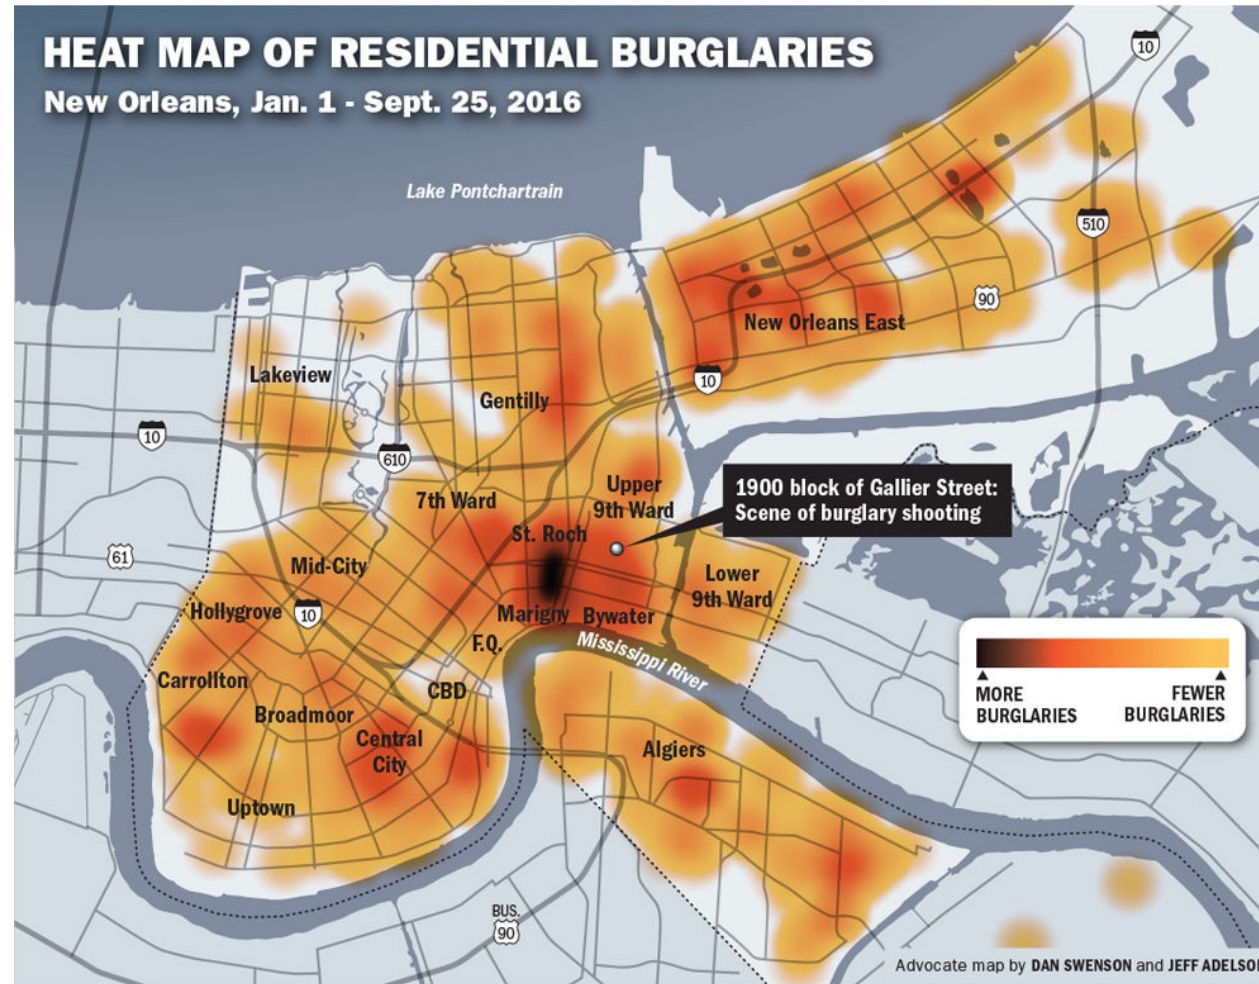 HEAT MAP OF RESIDENTIAL BURGLARIES
New Orleans, Jan. 1 - Sept. 25, 2016
10
Lake Pontchartrain
510
90
New Orleans East
Lakeview
10
Gentilly
10
610
Upper
9th Ward
7th Ward
1900 block of Gallier Street:
Scene of burglary shooting
St. Roch
61
Mid-City
Lower
9th Ward
Hollygrove
10
Marigny
Bywater
F.Q.
Mississippi River
Carrollton
CBD
MORE
BURGLARIES
FEWER
BURGLARIES
Broadmoor
Central
City
Algiers
Uptown
BUS.
90
Advocate map by DAN SWENSON and JEFF ADELSON